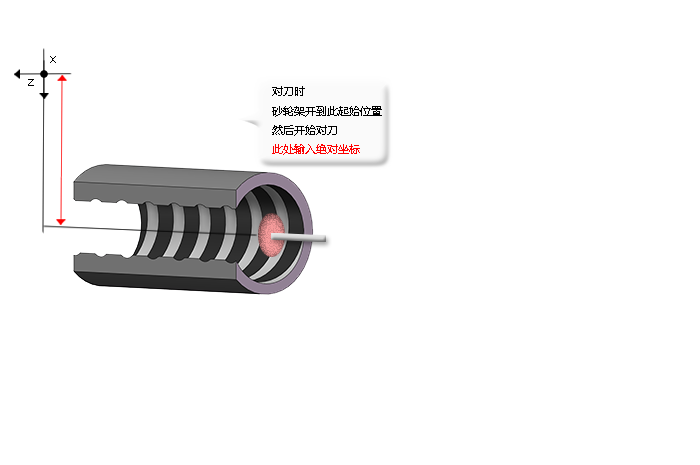 X
Z
对刀时
砂轮架开到此起始位置
然后开始对刀
此处输入绝对坐标